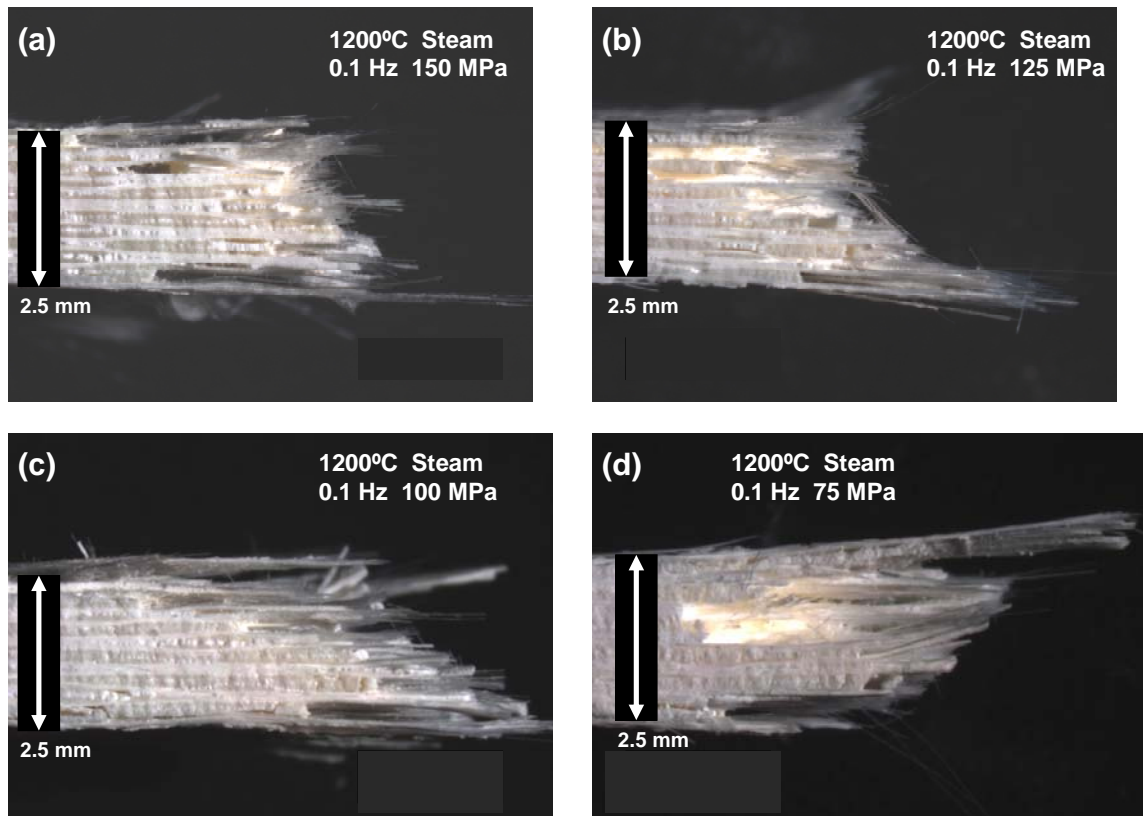 (a)
1200ºC Steam
0.1 Hz 150 MPa
2.5 mm
(b)
1200ºC Steam
0.1 Hz 125 MPa
2.5 mm
(c)
1200ºC Steam
0.1 Hz 100 MPa
2.5 mm
(d)
1200ºC Steam
0.1 Hz 75 MPa
2.5 mm